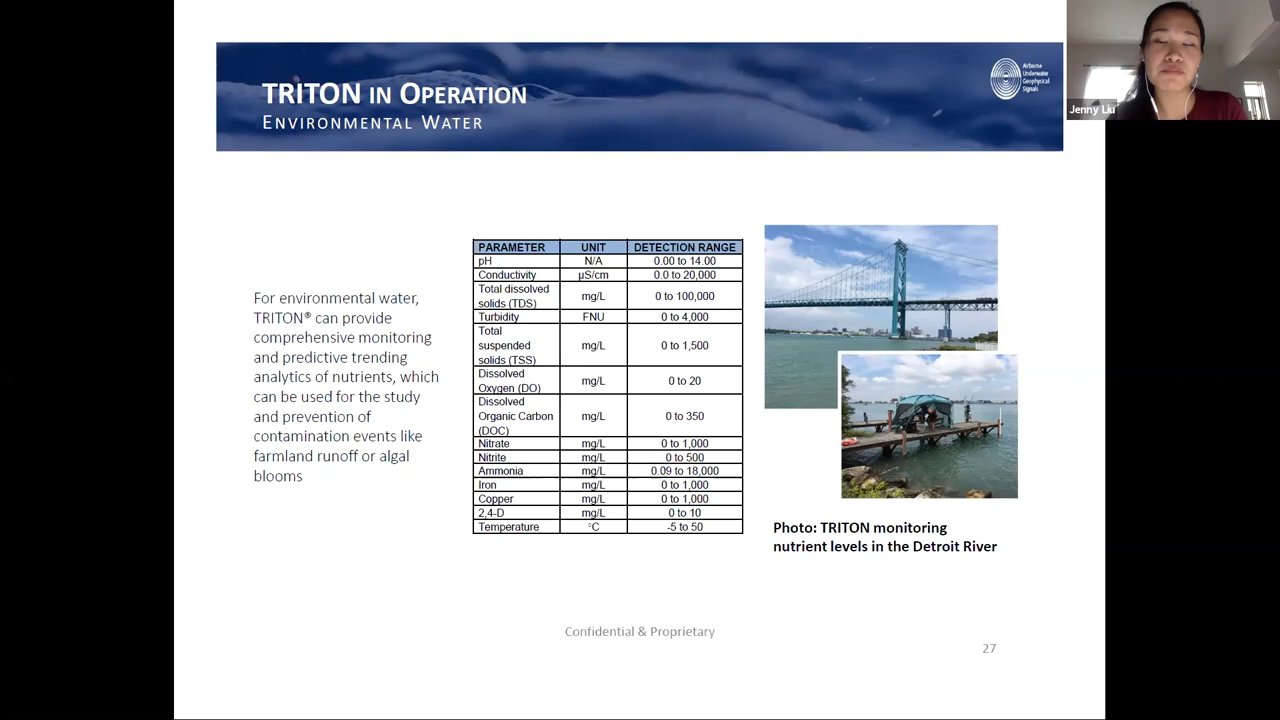 TRITON IN OPERATION
ENVIRONMENTAL WATER
Airborne
Underwater
Geophysical
Signals
Jenny Liu
For environmental water,
TRITON® can provide
comprehensive monitoring
and predictive trending
analytics of nutrients, which
can be used for the study
and prevention of
contamination events like
farmland runoff or algal
blooms
PARAMETER UNIT DETECTION RANGE
pH N/A 0.00 to 14.00
Conductivity µS/cm 0.0 to 20,000
Total dissolved
solids (TDS) mg/L 0 to 100,000
Turbidity FNU 0 to 4,000
Total
suspended mg/L 0 to 1,500
solids (TSS)
Dissolved
Oxygen (DO) mg/L 0 to 20
Dissolved
Organic Carbon mg/L 0 to 350
(DOC)
Nitrate mg/L 0 to 1,000
Nitrite mg/L 0 to 500
Ammonia mg/L 0.09 to 18,000
Iron mg/L 0 to 1,000
Copper mg/L 0 to 1,000
2,4-D mg/L 0 to 10
Temperature °C -5 to 50
Photo: TRITON monitoring
nutrient levels in the Detroit River
Confidential & Proprietary
27